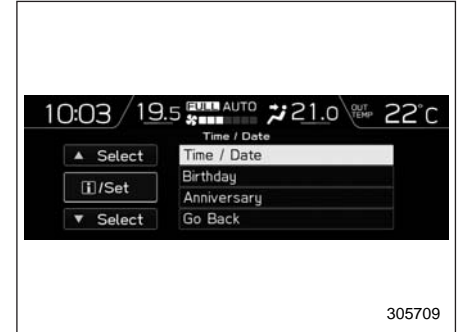 10:03 19.5 FULL AUTO 21.0 OUT TEMP 22°C
Time / Date
▲ Select
Time / Date
i/Set
Birthday
Anniversary
▼ Select
Go Back
305709